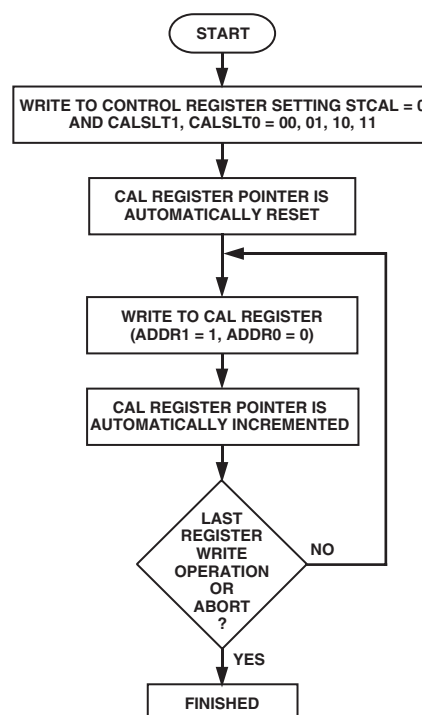 START
WRITE TO CONTROL REGISTER SETTING STCAL = 0
AND CALSLT1, CALSLT0 = 00, 01, 10, 11
CAL REGISTER POINTER IS
AUTOMATICALLY RESET
WRITE TO CAL REGISTER
(ADDR1 = 1, ADDR0 = 0)
CAL REGISTER POINTER IS
AUTOMATICALLY INCREMENTED
LAST
REGISTER
WRITE
OPERATION
OR
ABORT
?
NO
YES
FINISHED